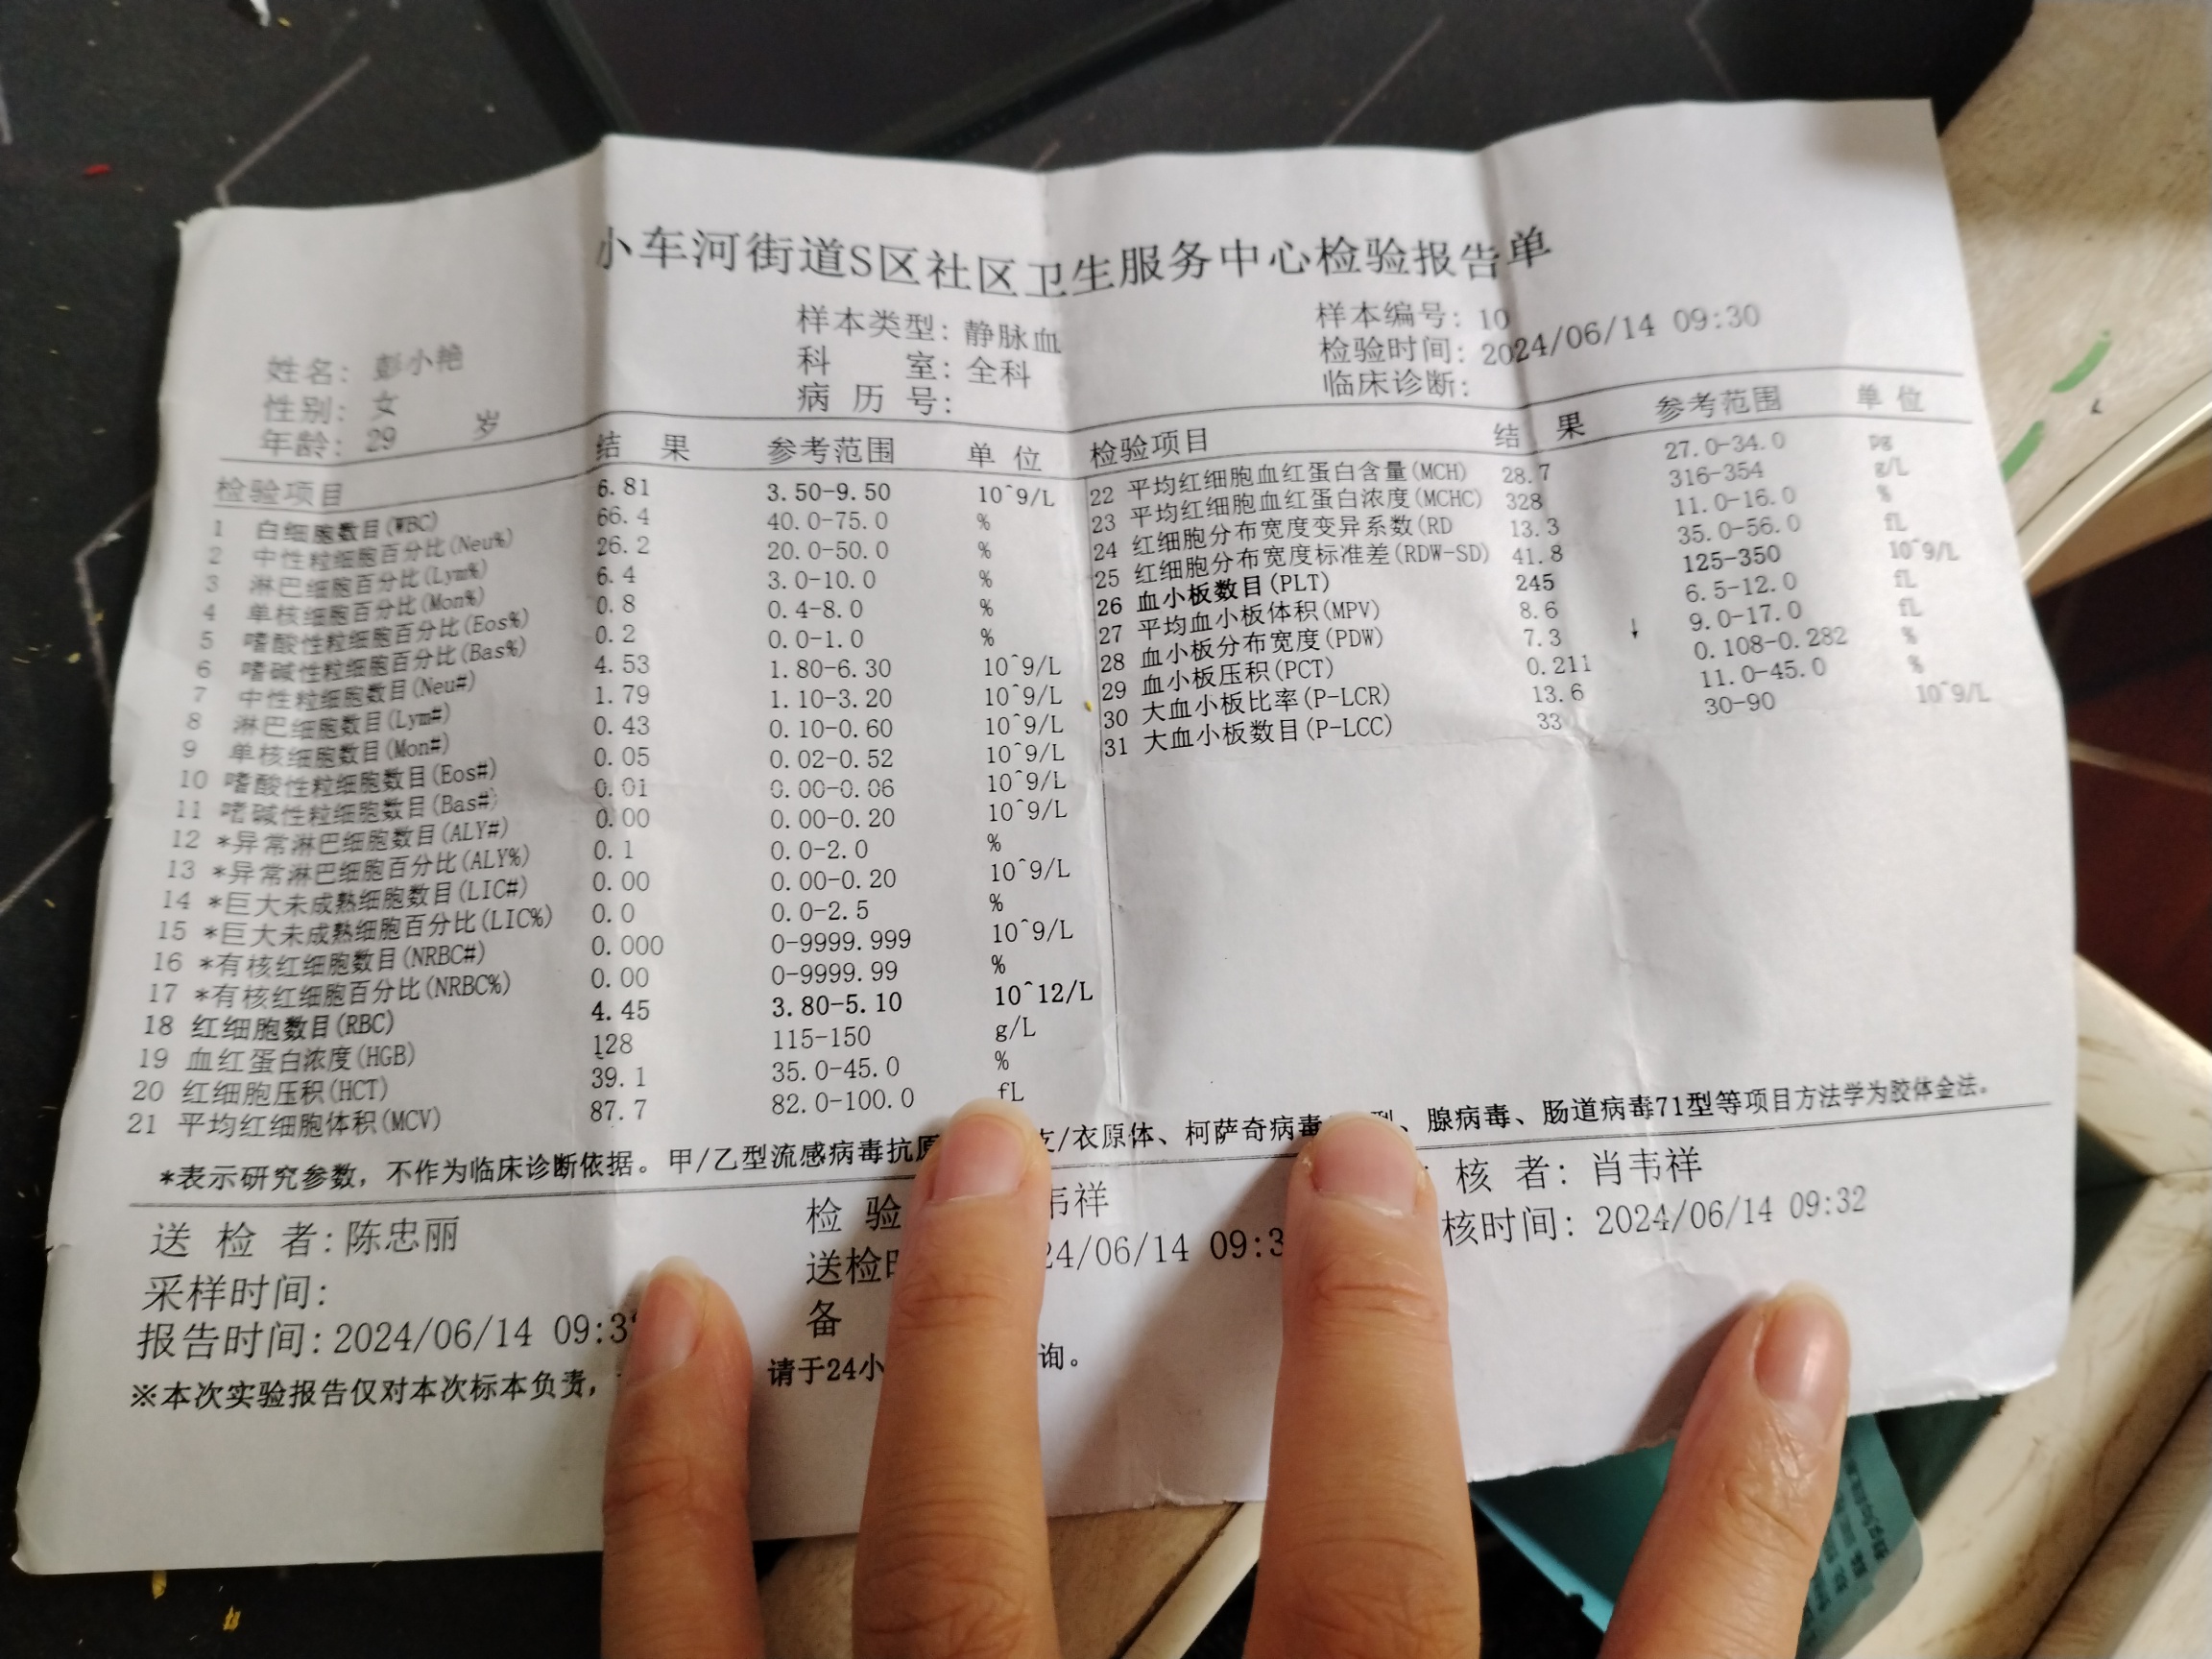 小车河街道S区社区卫生服务中心检验报告单
姓名: 彭小艳
性别: 女
年龄: 29 岁
样本类型: 静脉血
科 室: 全科
病 历 号:
样本编号: 10
检验时间: 2024/06/14 09:30
临床诊断:
检验项目 结 果 参考范围 单 位
1 白细胞数目(WBC) 6.81 3.50-9.50 10^9/L
2 中性粒细胞百分比(Neu%) 66.4 40.0-75.0 %
3 淋巴细胞百分比(Lym%) 26.2 20.0-50.0 %
4 单核细胞百分比(Mon%) 6.4 3.0-10.0 %
5 嗜酸性粒细胞百分比(Eos%) 0.8 0.4-8.0 %
6 嗜碱性粒细胞百分比(Bas%) 0.2 0.0-1.0 %
7 中性粒细胞数目(Neu#) 4.53 1.80-6.30 10^9/L
8 淋巴细胞数目(Lym#) 1.79 1.10-3.20 10^9/L
9 单核细胞数目(Mon#) 0.43 0.10-0.60 10^9/L
10 嗜酸性粒细胞数目(Eos#) 0.05 0.02-0.52 10^9/L
11 嗜碱性粒细胞数目(Bas#) 0.01 0.00-0.06 10^9/L
12 *异常淋巴细胞数目(ALY#) 0.00 0.00-0.20 10^9/L
13 *异常淋巴细胞百分比(ALY%) 0.1 0.0-2.0 %
14 *巨大未成熟细胞数目(LIC#) 0.00 0.00-0.20 10^9/L
15 *巨大未成熟细胞百分比(LIC%) 0.0 0.0-2.5 %
16 *有核红细胞数目(NRBC#) 0.000 0-9999.999 10^9/L
17 *有核红细胞百分比(NRBC%) 0.00 0-9999.99 %
18 红细胞数目(RBC) 4.45 3.80-5.10 10^12/L
19 血红蛋白浓度(HGB) 128 115-150 g/L
20 红细胞压积(HCT) 39.1 35.0-45.0 %
21 平均红细胞体积(MCV) 87.7 82.0-100.0 fL
检验项目 结 果 参考范围 单 位
22 平均红细胞血红蛋白含量(MCH) 28.7 27.0-34.0 pg
23 平均红细胞血红蛋白浓度(MCHC) 328 316-354 g/L
24 红细胞分布宽度变异系数(RD 13.3 11.0-16.0 %
25 红细胞分布宽度标准差(RDW-SD) 41.8 35.0-56.0 fL
26 血小板数目(PLT) 245 125-350 10^9/L
27 平均血小板体积(MPV) 8.6 6.5-12.0 fL
28 血小板分布宽度(PDW) 7.3 ↓ 9.0-17.0 fL
29 血小板压积(PCT) 0.211 0.108-0.282 %
30 大血小板比率(P-LCR) 13.6 11.0-45.0 %
31 大血小板数目(P-LCC) 33 30-90 10^9/L
*表示研究参数，不作为临床诊断依据。甲/乙型流感病毒抗原 支/衣原体、柯萨奇病毒 型、腺病毒、肠道病毒71型等项目方法学为胶体金法。
送 检 者: 陈忠丽
检 验 韦祥
核 者: 肖韦祥
采样时间:
送检 24/06/14 09:3
核时间: 2024/06/14 09:32
报告时间: 2024/06/14 09:3
备
※本次实验报告仅对本次标本负责, 请于24小 询。